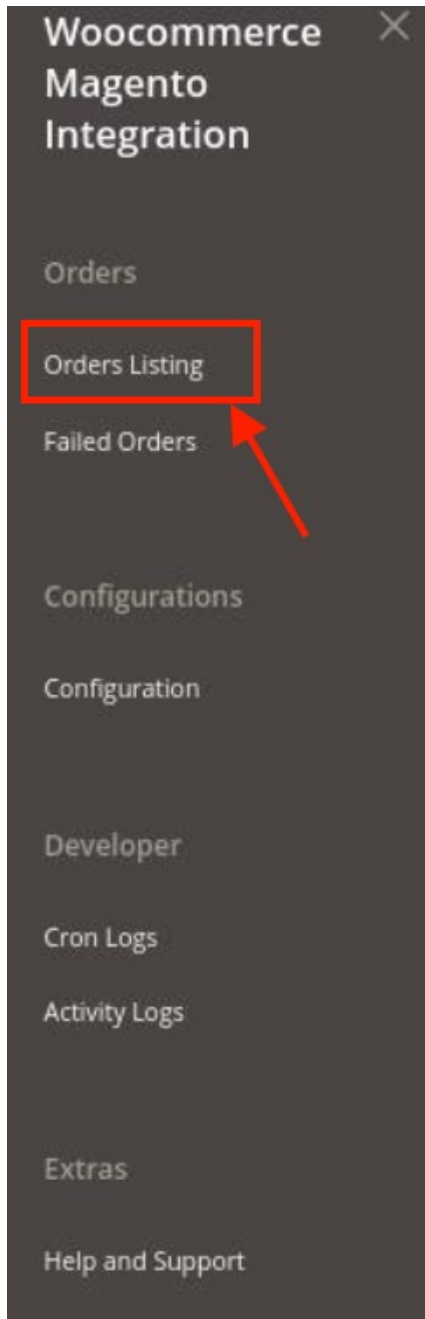 Woocommerce
Magento
Integration
Orders
Orders Listing
Failed Orders
Configurations
Configuration
Developer
Cron Logs
Activity Logs
Extras
Help and Support